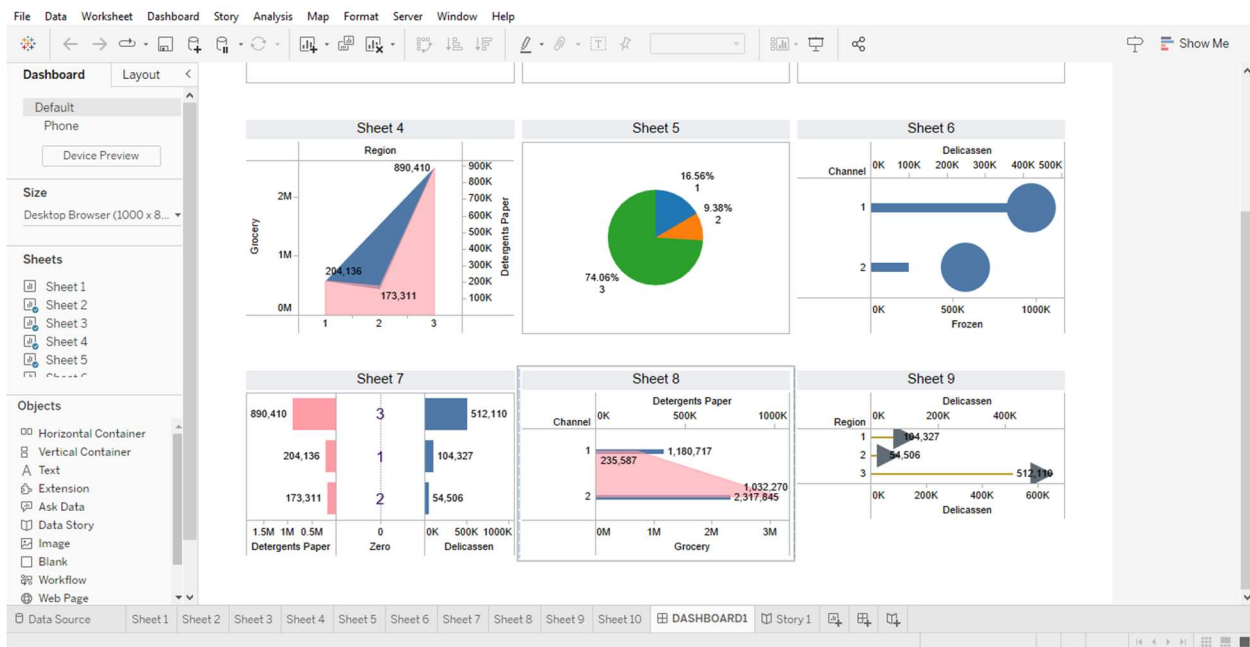 File Data Worksheet Dashboard Story Analysis Map Format Server Window Help
Show Me
Dashboard Layout
Default
Phone
Device Preview
Size
Desktop Browser (1000 x 8...
Sheets
Sheet 1
Sheet 2
Sheet 3
Sheet 4
Sheet 5
Objects
Horizontal Container
Vertical Container
Text
Extension
Ask Data
Data Story
Image
Blank
Workflow
Web Page
Sheet 4
Region
890,410
204,136
173,311
2M
1M
0M
Grocery
1 2 3
900K
800K
700K
600K
500K
400K
300K
200K
100K
Detergents Paper
Sheet 5
16.56%
1
9.38%
2
74.06%
3
Sheet 6
Delicassen
Channel 0K 100K 200K 300K 400K 500K
1
2
0K 500K 1000K
Frozen
Sheet 7
890,410 3 512,110
204,136 1 104,327
173,311 2 54,506
1.5M 1M 0.5M 0 0K 500K 1000K
Detergents Paper Zero Delicassen
Sheet 8
Detergents Paper
Channel 0K 500K 1000K
1 1,180,717
235,587
1,032,270
2 2,317,845
0M 1M 2M 3M
Grocery
Sheet 9
Delicassen
Region 0K 200K 400K
1 104,327
2 54,506
3 512,110
0K 200K 400K 600K
Delicassen
Data Source Sheet 1 Sheet 2 Sheet 3 Sheet 4 Sheet 5 Sheet 6 Sheet 7 Sheet 8 Sheet 9 Sheet 10 DASHBOARD1 Story 1